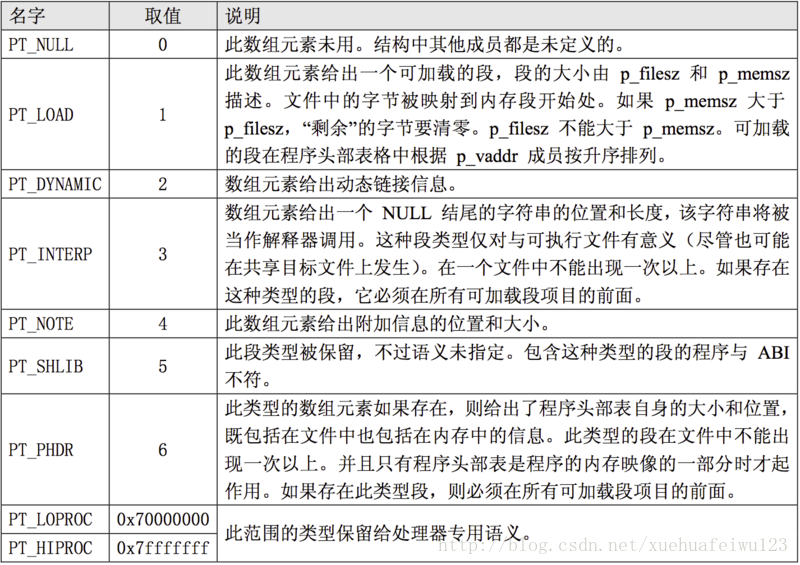 名字 取值 说明
PT_NULL 0 此数组元素未用。结构中其他成员都是未定义的。
此数组元素给出一个可加载的段，段的大小由 p_filesz 和 p_memsz
描述。文件中的字节被映射到内存段开始处。如果 p_memsz 大于
PT_LOAD 1 p_filesz，“剩余”的字节要清零。p_filesz 不能大于 p_memsz。可加载
的段在程序头部表格中根据 p_vaddr 成员按升序排列。
PT_DYNAMIC 2 数组元素给出动态链接信息。
数组元素给出一个 NULL 结尾的字符串的位置和长度，该字符串将被
当作解释器调用。这种段类型仅对与可执行文件有意义（尽管也可能
PT_INTERP 3 在共享目标文件上发生）。在一个文件中不能出现一次以上。如果存在
这种类型的段，它必须在所有可加载段项目的前面。
PT_NOTE 4 此数组元素给出附加信息的位置和大小。
PT_SHLIB 5 此段类型被保留，不过语义未指定。包含这种类型的段的程序与 ABI
不符。
此类型的数组元素如果存在，则给出了程序头部表自身的大小和位置，
既包括在文件中也包括在内存中的信息。此类型的段在文件中不能出
PT_PHDR 6 现一次以上。并且只有程序头部表是程序的内存映像的一部分时才起
作用。如果存在此类型段，则必须在所有可加载段项目的前面。
PT_LOPROC 0x70000000 此范围的类型保留给处理器专用语义。
PT_HIPROC 0x7fffffff
http://blog.csdn.net/xuehuafeiwu123